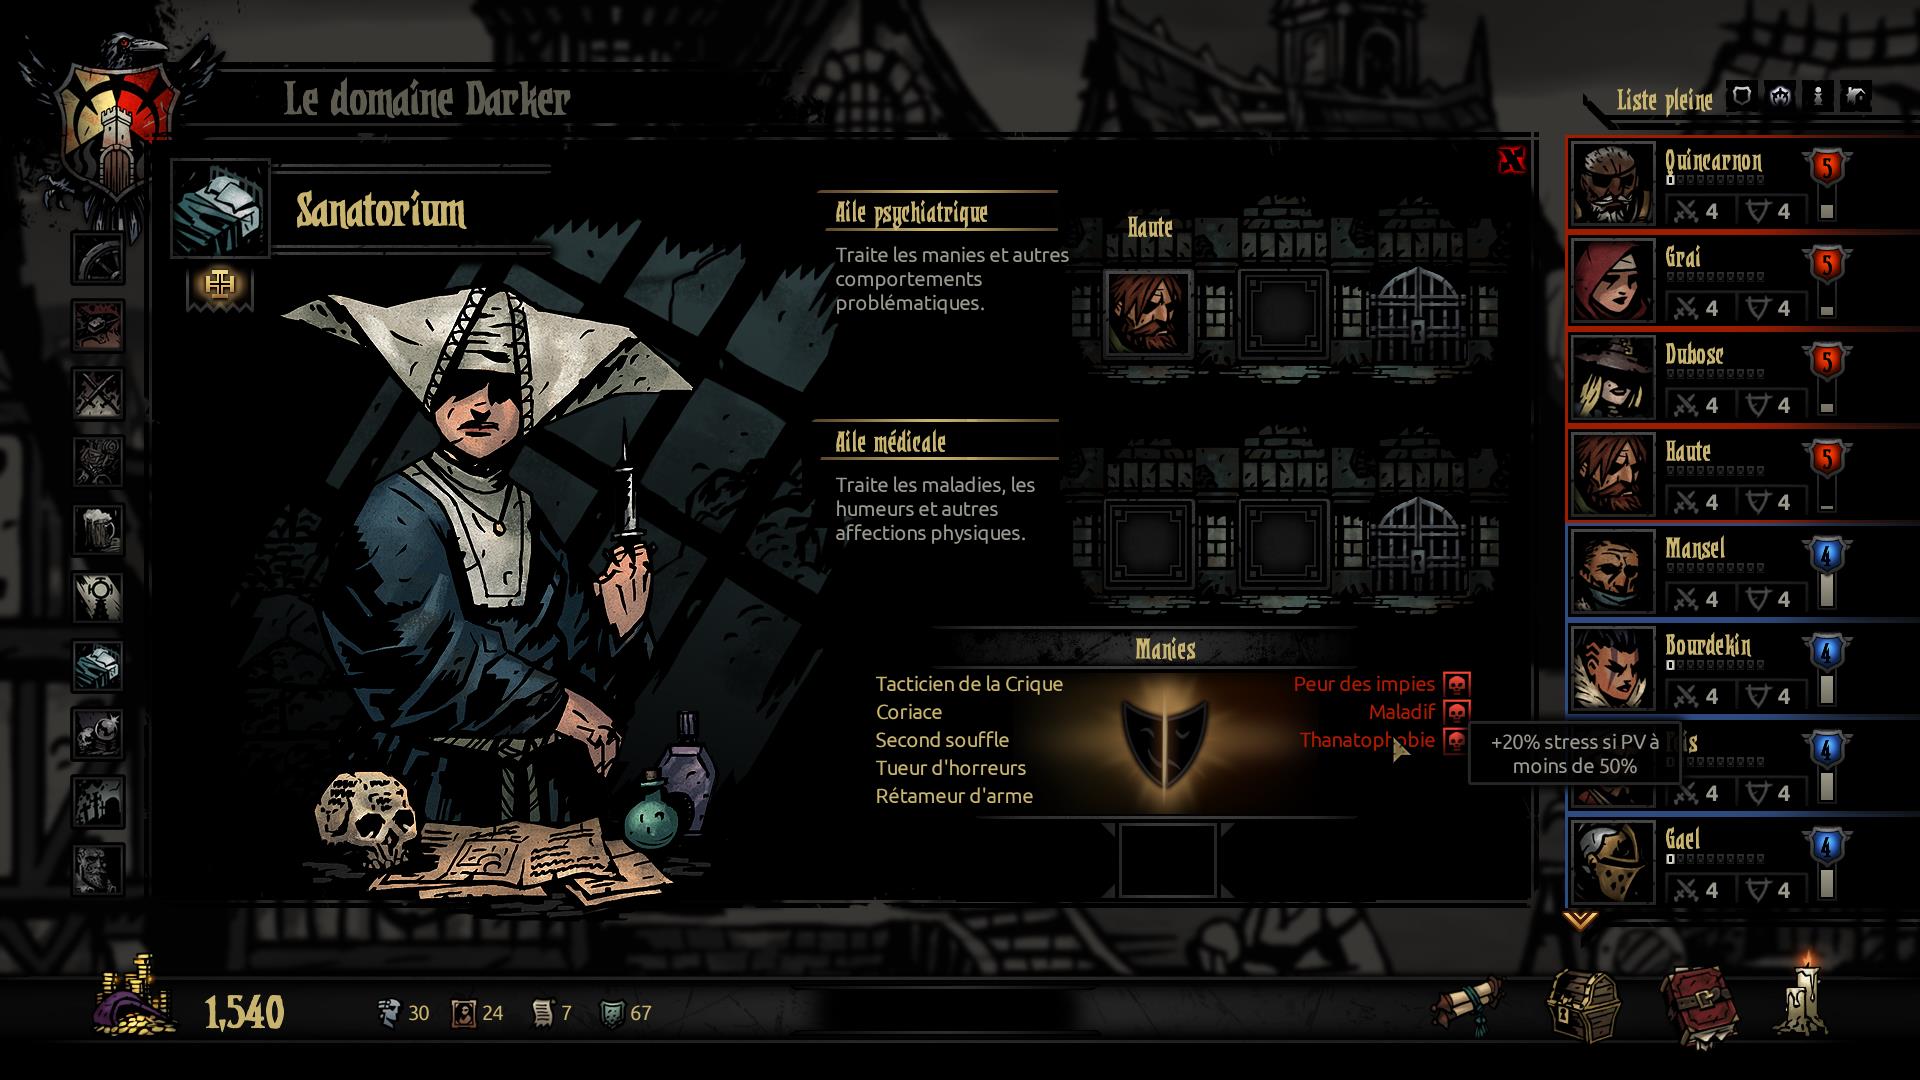 Le domaine Darker
Liste pleine
Sanatorium
Aile psychiatrique
Traite les manies et autres
comportements
problématiques.
Haute
Aile médicale
Traite les maladies, les
humeurs et autres
affections physiques.
Manies
Tacticien de la Crique
Coriace
Second souffle
Tueur d'horreurs
Rétameur d'arme
Peur des impies
Maladif
Thanatophobie
+20% stress si PV à
moins de 50%
Quincarnon
5
4 4
Grai
5
4 4
Dubosc
5
4 4
Haute
5
4 4
Mansel
4
4 4
Bourdekin
4
4 4
4
4 4
Gael
4
4 4
1,540
30 24 7 67